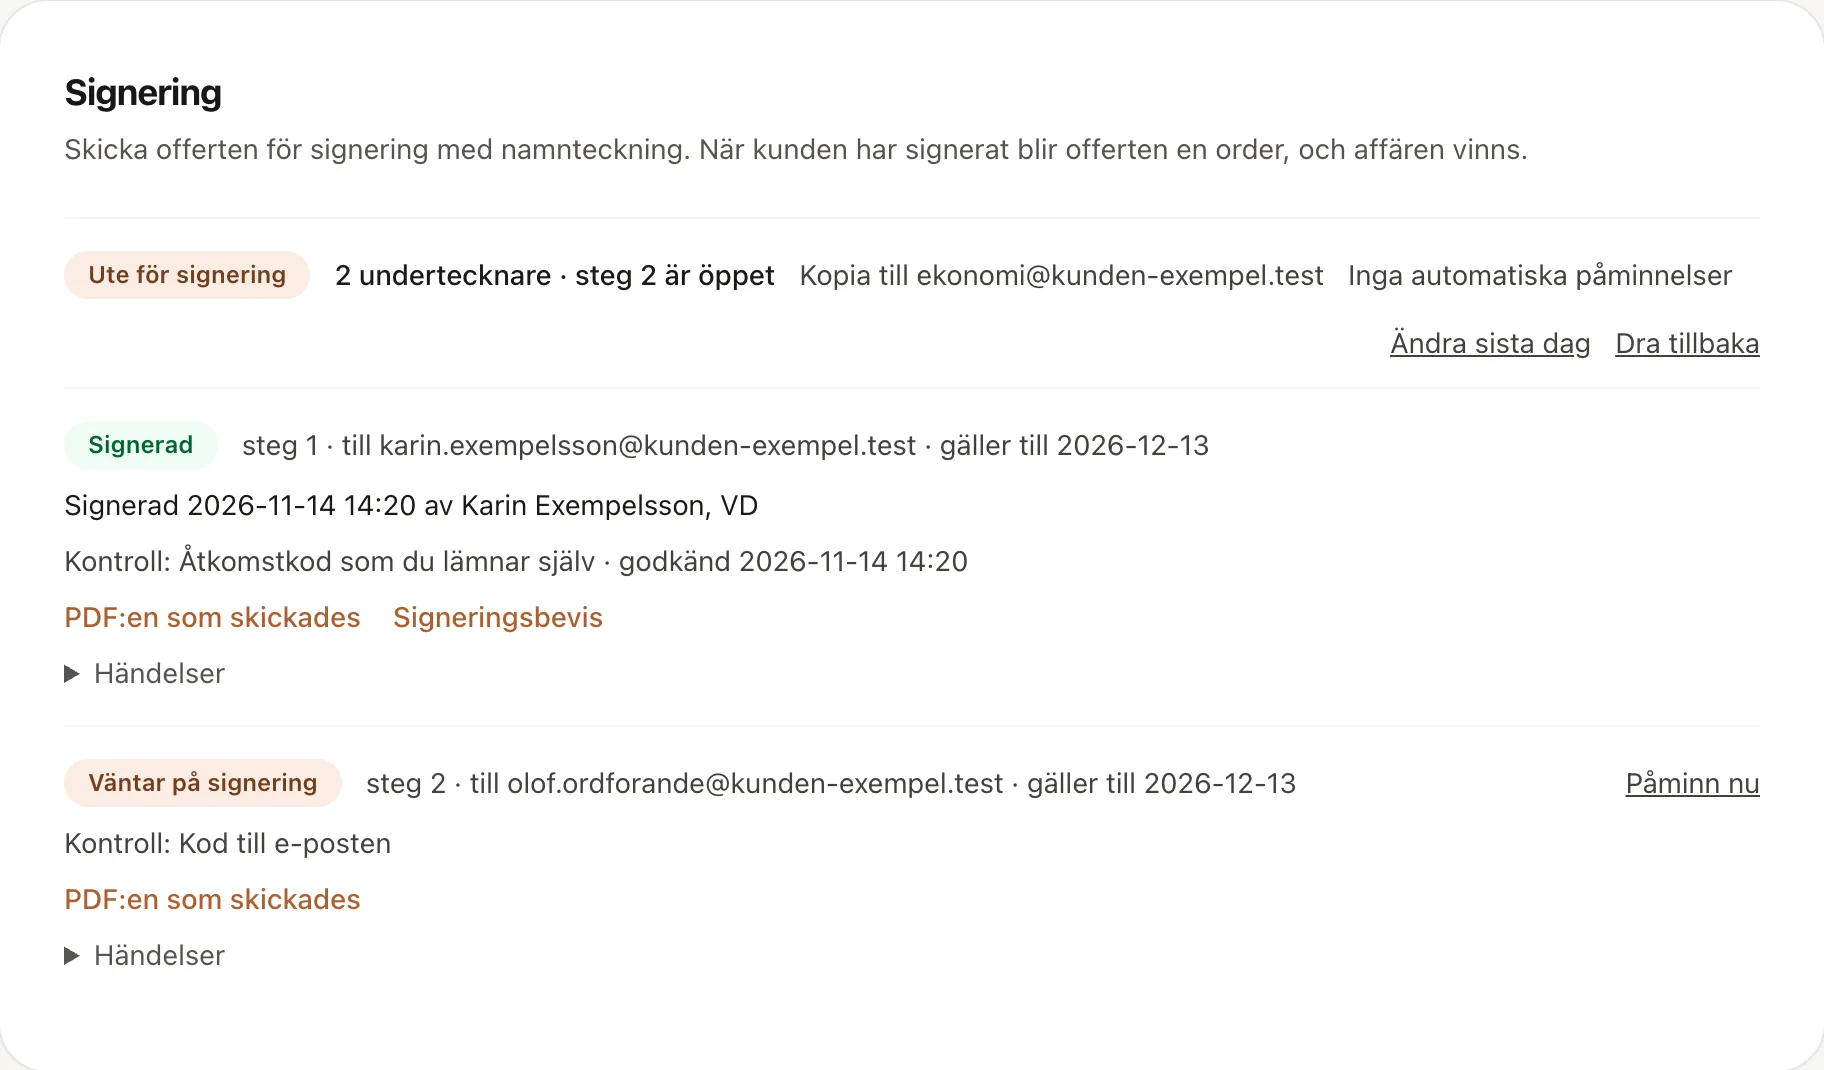 Signering
Skicka offerten för signering med namnteckning. När kunden har signerat blir offerten en order, och affären vinns.
Ute för signering 2 undertecknare · steg 2 är öppet Kopia till ekonomi@kunden-exempel.test Inga automatiska påminnelser
Ändra sista dag Dra tillbaka
Signerad steg 1 · till karin.exempelsson@kunden-exempel.test · gäller till 2026-12-13
Signerad 2026-11-14 14:20 av Karin Exempelsson, VD
Kontroll: Åtkomstkod som du lämnar själv · godkänd 2026-11-14 14:20
PDF:en som skickades Signeringsbevis
Händelser
Väntar på signering steg 2 · till olof.ordforande@kunden-exempel.test · gäller till 2026-12-13 Påminn nu
Kontroll: Kod till e-posten
PDF:en som skickades
Händelser